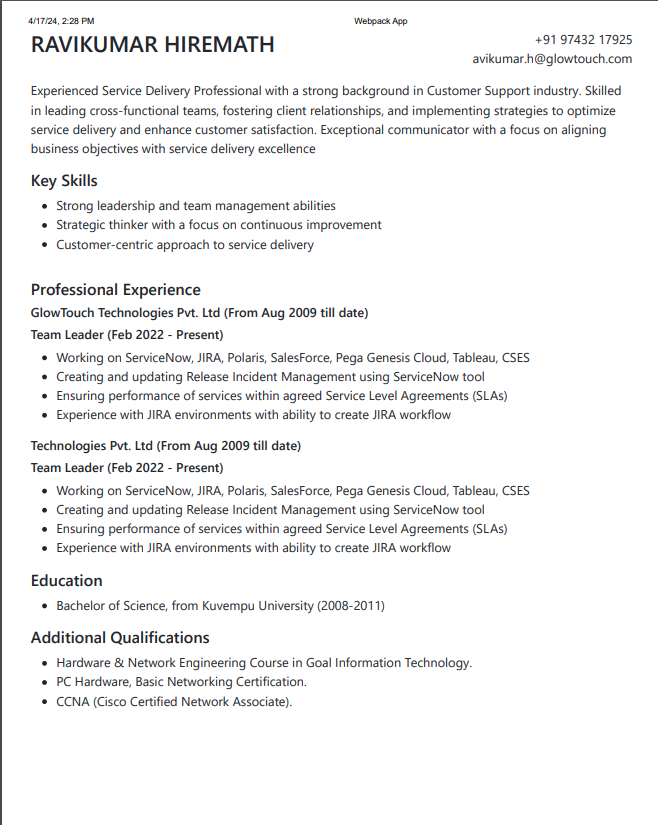 4/17/24, 2:28 PM
Webpack App
RAVIKUMAR HIREMATH
+91 97432 17925
avikumar.h@glowtouch.com
Experienced Service Delivery Professional with a strong background in Customer Support industry. Skilled
in leading cross-functional teams, fostering client relationships, and implementing strategies to optimize
service delivery and enhance customer satisfaction. Exceptional communicator with a focus on aligning
business objectives with service delivery excellence
Key Skills
• Strong leadership and team management abilities
• Strategic thinker with a focus on continuous improvement
• Customer-centric approach to service delivery
Professional Experience
GlowTouch Technologies Pvt. Ltd (From Aug 2009 till date)
Team Leader (Feb 2022 - Present)
• Working on ServiceNow, JIRA, Polaris, SalesForce, Pega Genesis Cloud, Tableau, CSES
• Creating and updating Release Incident Management using ServiceNow tool
• Ensuring performance of services within agreed Service Level Agreements (SLAs)
• Experience with JIRA environments with ability to create JIRA workflow
Technologies Pvt. Ltd (From Aug 2009 till date)
Team Leader (Feb 2022 - Present)
• Working on ServiceNow, JIRA, Polaris, SalesForce, Pega Genesis Cloud, Tableau, CSES
• Creating and updating Release Incident Management using ServiceNow tool
• Ensuring performance of services within agreed Service Level Agreements (SLAs)
• Experience with JIRA environments with ability to create JIRA workflow
Education
• Bachelor of Science, from Kuvempu University (2008-2011)
Additional Qualifications
• Hardware & Network Engineering Course in Goal Information Technology.
• PC Hardware, Basic Networking Certification.
• CCNA (Cisco Certified Network Associate).